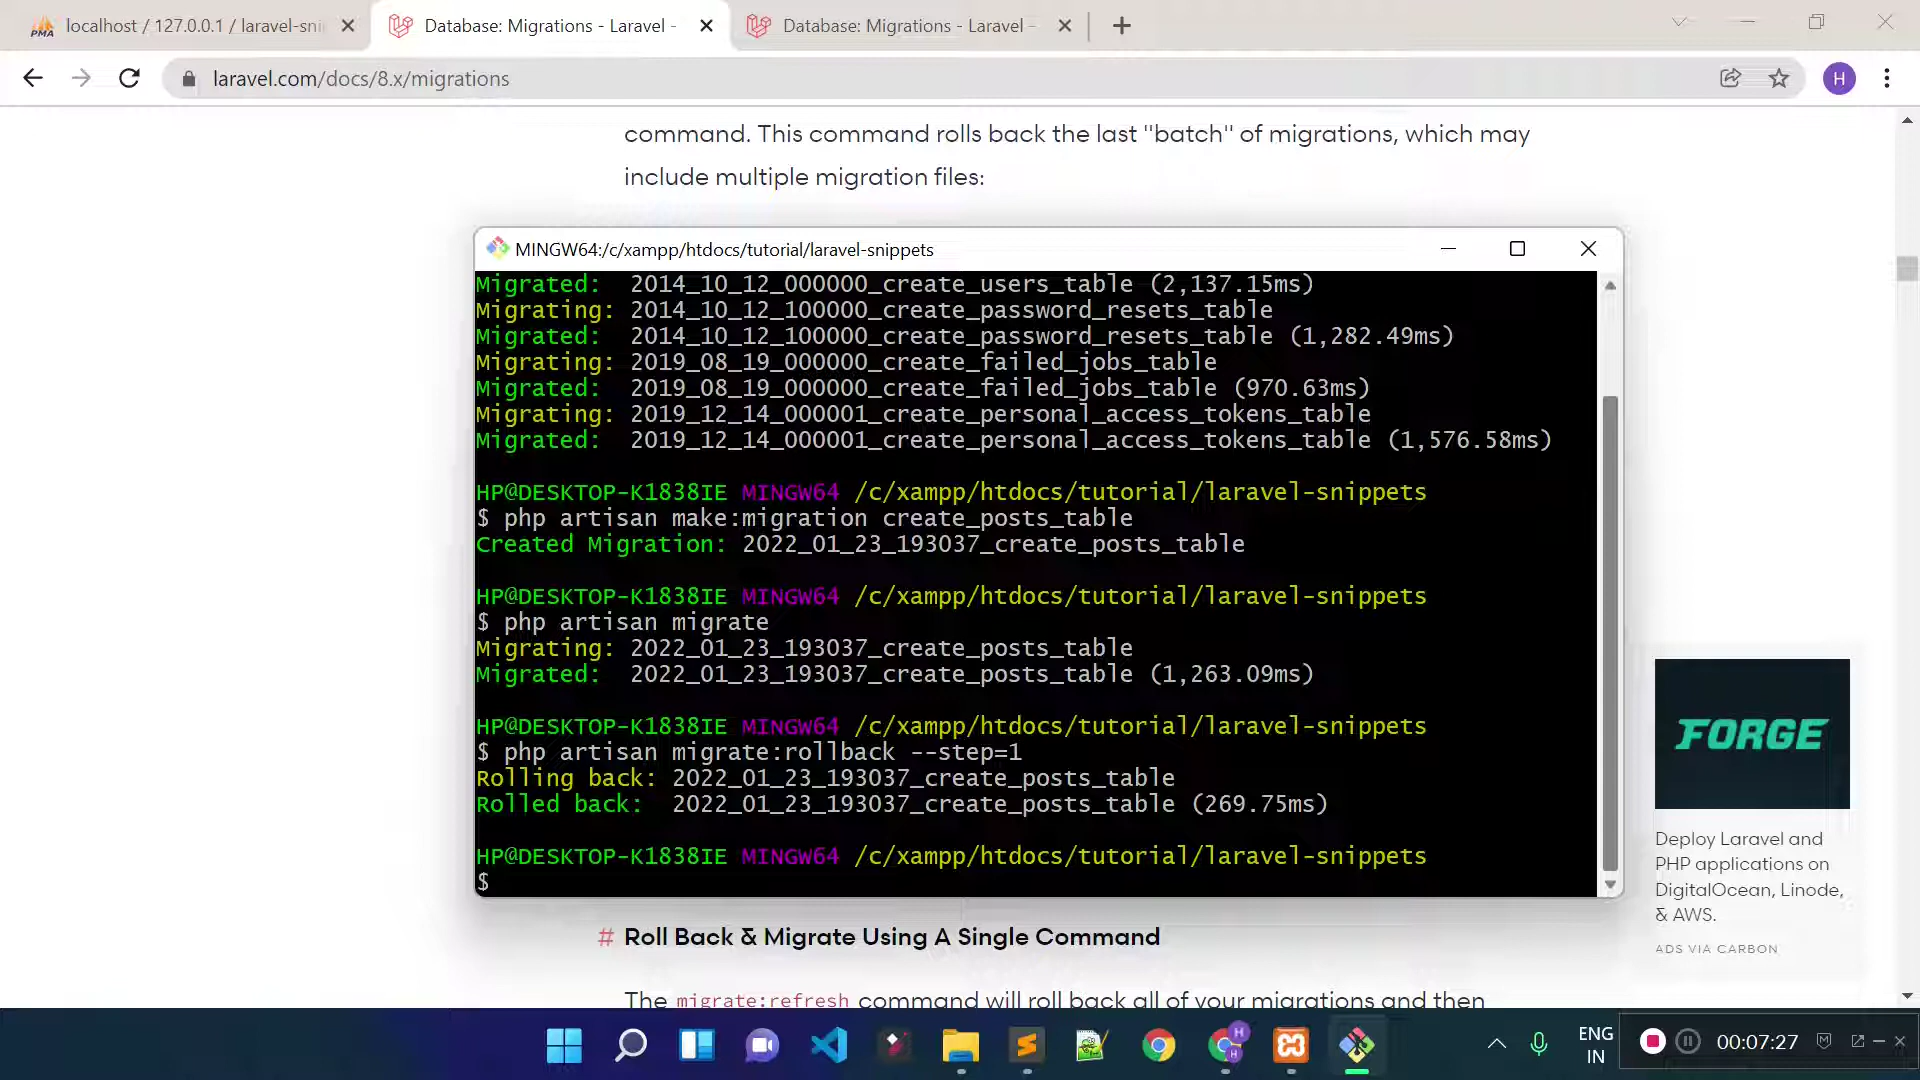 localhost / 127.0.0.1 / laravel-sni
Database: Migrations - Laravel -
Database: Migrations - Laravel -
laravel.com/docs/8.x/migrations
H
command. This command rolls back the last "batch" of migrations, which may
include multiple migration files:
MINGW64:/c/xampp/htdocs/tutorial/laravel-snippets
Migrated:  2014_10_12_000000_create_users_table (2,137.15ms)
Migrating: 2014_10_12_100000_create_password_resets_table
Migrated:  2014_10_12_100000_create_password_resets_table (1,282.49ms)
Migrating: 2019_08_19_000000_create_failed_jobs_table
Migrated:  2019_08_19_000000_create_failed_jobs_table (970.63ms)
Migrating: 2019_12_14_000001_create_personal_access_tokens_table
Migrated:  2019_12_14_000001_create_personal_access_tokens_table (1,576.58ms)
HP@DESKTOP-K1838IE MINGW64 /c/xampp/htdocs/tutorial/laravel-snippets
$ php artisan make:migration create_posts_table
Created Migration: 2022_01_23_193037_create_posts_table
HP@DESKTOP-K1838IE MINGW64 /c/xampp/htdocs/tutorial/laravel-snippets
$ php artisan migrate
Migrating: 2022_01_23_193037_create_posts_table
Migrated:  2022_01_23_193037_create_posts_table (1,263.09ms)
HP@DESKTOP-K1838IE MINGW64 /c/xampp/htdocs/tutorial/laravel-snippets
$ php artisan migrate:rollback --step=1
Rolling back: 2022_01_23_193037_create_posts_table
Rolled back:  2022_01_23_193037_create_posts_table (269.75ms)
HP@DESKTOP-K1838IE MINGW64 /c/xampp/htdocs/tutorial/laravel-snippets
$
FORGE
Deploy Laravel and
PHP applications on
DigitalOcean, Linode,
& AWS.
ADS VIA CARBON
# Roll Back & Migrate Using A Single Command
The migrate:refresh command will roll back all of your migrations and then
ENG
IN
00:07:27